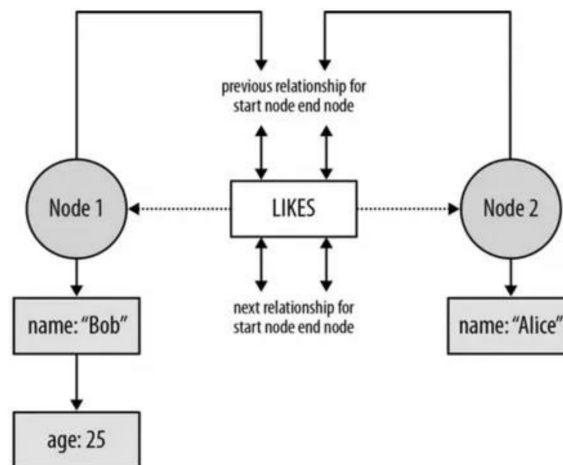 previous relationship for
start node end node
Node 1
LIKES
Node 2
name: “Bob”
next relationship for
start node end node
name: “Alice”
age: 25